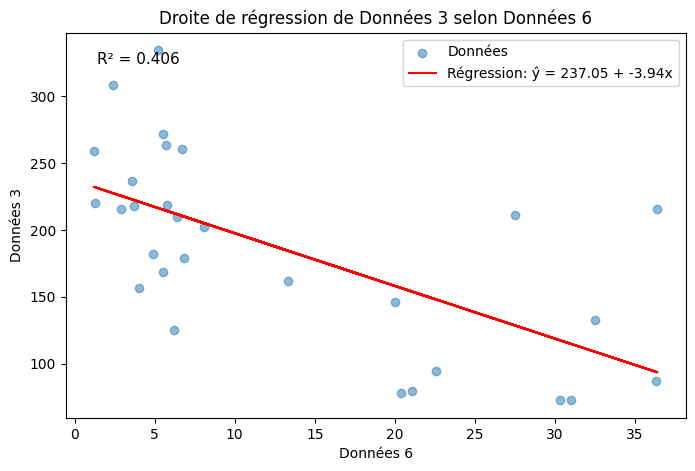 Droite de régression de Données 3 selon Données 6
R² = 0.406
Données
Régression: ŷ = 237.05 + -3.94x
300
250
200
150
100
Données 3
0 5 10 15 20 25 30 35
Données 6